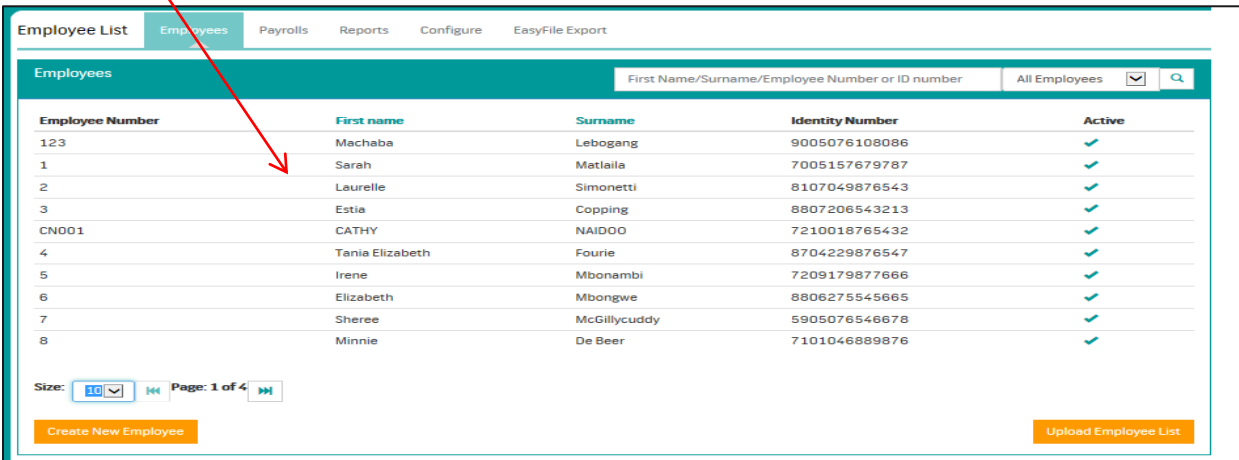 Employee List Employees Payrolls Reports Configure EasyFile Export
Employees First Name/Surname/Employee Number or ID number All Employees
Employee Number First name Surname Identity Number Active
123 Machaba Lebogang 9005076108086
1 Sarah Matlaila 7005157679787
2 Laurelle Simonetti 8107049876543
3 Estia Copping 8807206543213
CN001 CATHY NAIDOO 7210018765432
4 Tania Elizabeth Fourie 8704229876547
5 Irene Mbonambi 7209179877666
6 Elizabeth Mbongwe 8806275545665
7 Sheree McGillycuddy 5905076546678
8 Minnie De Beer 7101046889876
Size: 10 Page: 1 of 4
Create New Employee Upload Employee List